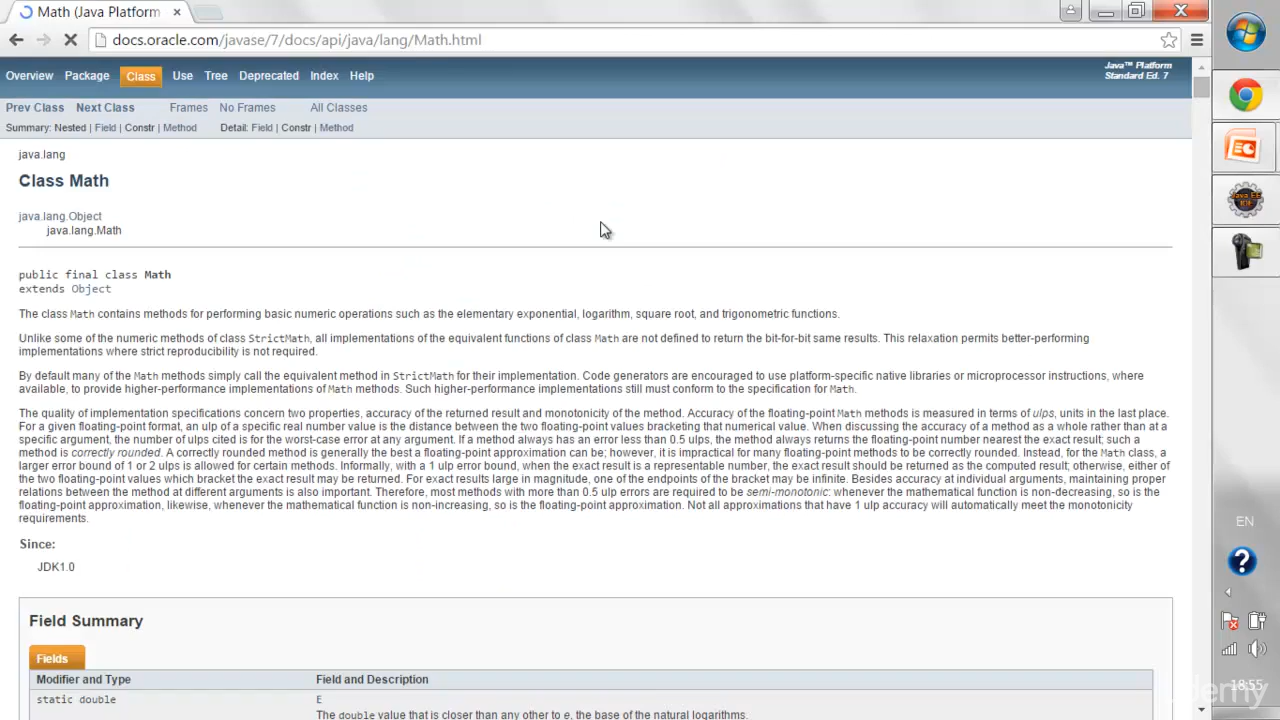 Math (Java Platform
docs.oracle.com/javase/7/docs/api/java/lang/Math.html
Overview Package Class Use Tree Deprecated Index Help
Java™ Platform
Standard Ed. 7
Prev Class Next Class Frames No Frames All Classes
Summary: Nested | Field | Constr | Method Detail: Field | Constr | Method
java.lang
Class Math
java.lang.Object
java.lang.Math
public final class Math
extends Object
The class Math contains methods for performing basic numeric operations such as the elementary exponential, logarithm, square root, and trigonometric functions.
Unlike some of the numeric methods of class StrictMath, all implementations of the equivalent functions of class Math are not defined to return the bit-for-bit same results. This relaxation permits better-performing
implementations where strict reproducibility is not required.
By default many of the Math methods simply call the equivalent method in StrictMath for their implementation. Code generators are encouraged to use platform-specific native libraries or microprocessor instructions, where
available, to provide higher-performance implementations of Math methods. Such higher-performance implementations still must conform to the specification for Math.
The quality of implementation specifications concern two properties, accuracy of the returned result and monotonicity of the method. Accuracy of the floating-point Math methods is measured in terms of ulps, units in the last place.
For a given floating-point format, an ulp of a specific real number value is the distance between the two floating-point values bracketing that numerical value. When discussing the accuracy of a method as a whole rather than at a
specific argument, the number of ulps cited is for the worst-case error at any argument. If a method always has an error less than 0.5 ulps, the method always returns the floating-point number nearest the exact result; such a
method is correctly rounded. A correctly rounded method is generally the best a floating-point approximation can be; however, it is impractical for many floating-point methods to be correctly rounded. Instead, for the Math class, a
larger error bound of 1 or 2 ulps is allowed for certain methods. Informally, with a 1 ulp error bound, when the exact result is a representable number, the exact result should be returned as the computed result; otherwise, either of
the two floating-point values which bracket the exact result may be returned. For exact results large in magnitude, one of the endpoints of the bracket may be infinite. Besides accuracy at individual arguments, maintaining proper
relations between the method at different arguments is also important. Therefore, most methods with more than 0.5 ulp errors are required to be semi-monotonic: whenever the mathematical function is non-decreasing, so is the
floating-point approximation, likewise, whenever the mathematical function is non-increasing, so is the floating-point approximation. Not all approximations that have 1 ulp accuracy will automatically meet the monotonicity
requirements.
Since:
JDK1.0
Field Summary
Fields
Modifier and Type Field and Description
static double E
The double value that is closer than any other to e, the base of the natural logarithms.
Java EE
EN
18:55
Udemy